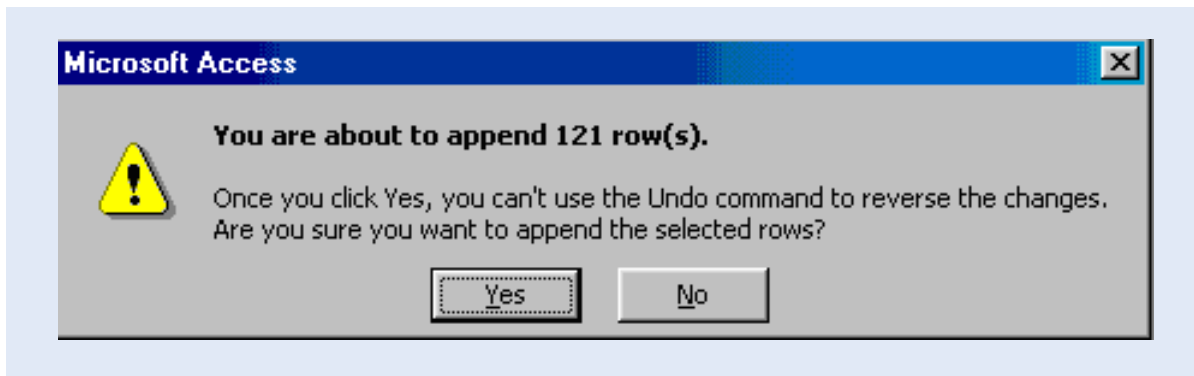 Microsoft Access
You are about to append 121 row(s).
Once you click Yes, you can't use the Undo command to reverse the changes.
Are you sure you want to append the selected rows?
Yes No